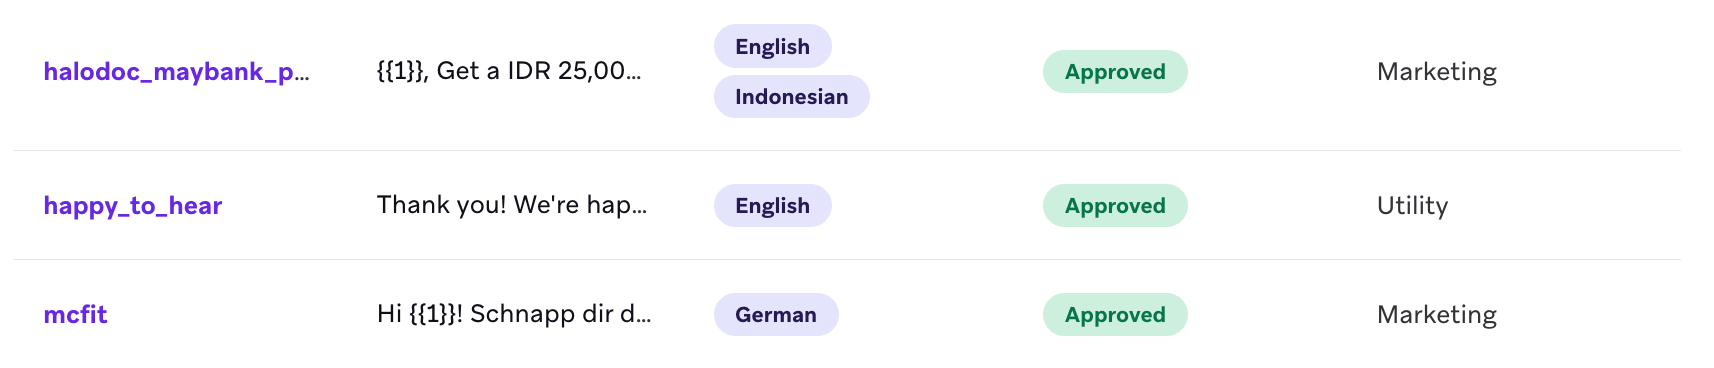 halodoc_maybank_p... {{1}}, Get a IDR 25,00... English Indonesian Approved Marketing
happy_to_hear Thank you! We're hap... English Approved Utility
mcfit Hi {{1}}! Schnapp dir d... German Approved Marketing